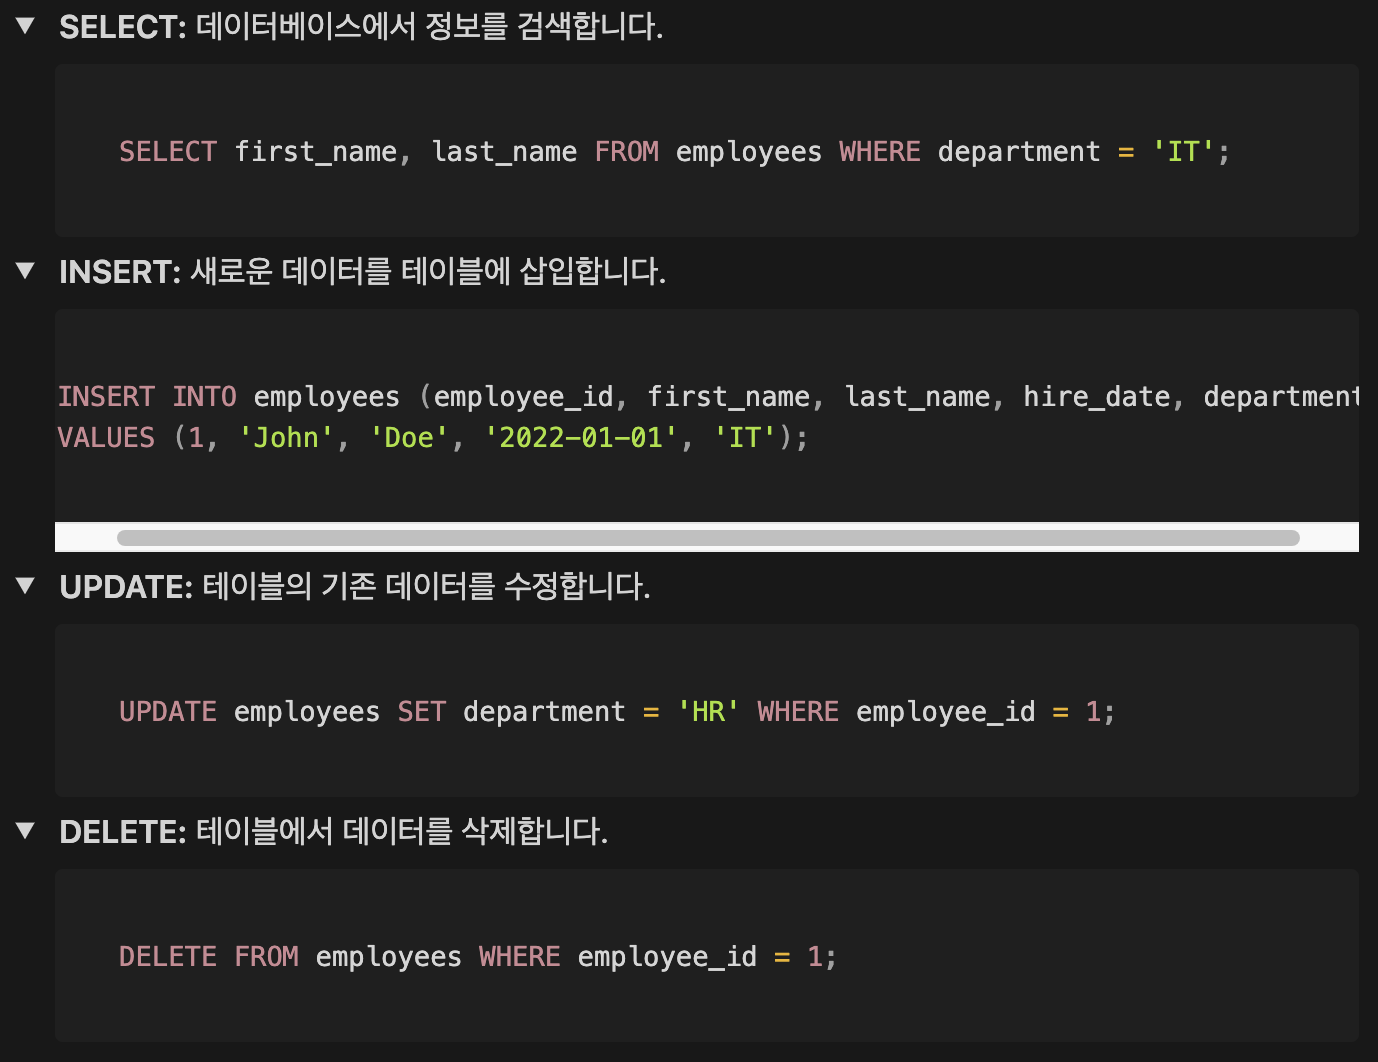 ▼ SELECT: 데이터베이스에서 정보를 검색합니다.
SELECT first_name, last_name FROM employees WHERE department = 'IT';
▼ INSERT: 새로운 데이터를 테이블에 삽입합니다.
INSERT INTO employees (employee_id, first_name, last_name, hire_date, department
VALUES (1, 'John', 'Doe', '2022-01-01', 'IT');
▼ UPDATE: 테이블의 기존 데이터를 수정합니다.
UPDATE employees SET department = 'HR' WHERE employee_id = 1;
▼ DELETE: 테이블에서 데이터를 삭제합니다.
DELETE FROM employees WHERE employee_id = 1;